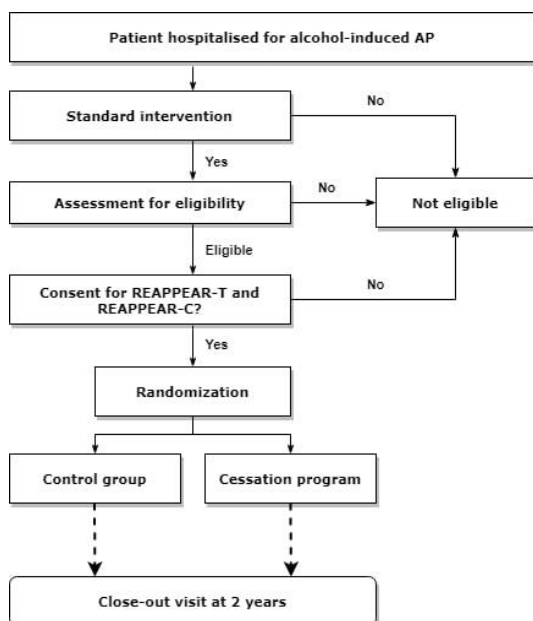 Patient hospitalised for alcohol-induced AP
No
Standard intervention
Yes
No
Assessment for eligibility
Not eligible
Eligible
No
Consent for REAPPEAR-T and
REAPPEAR-C?
Yes
Randomization
Control group
Cessation program
Close-out visit at 2 years